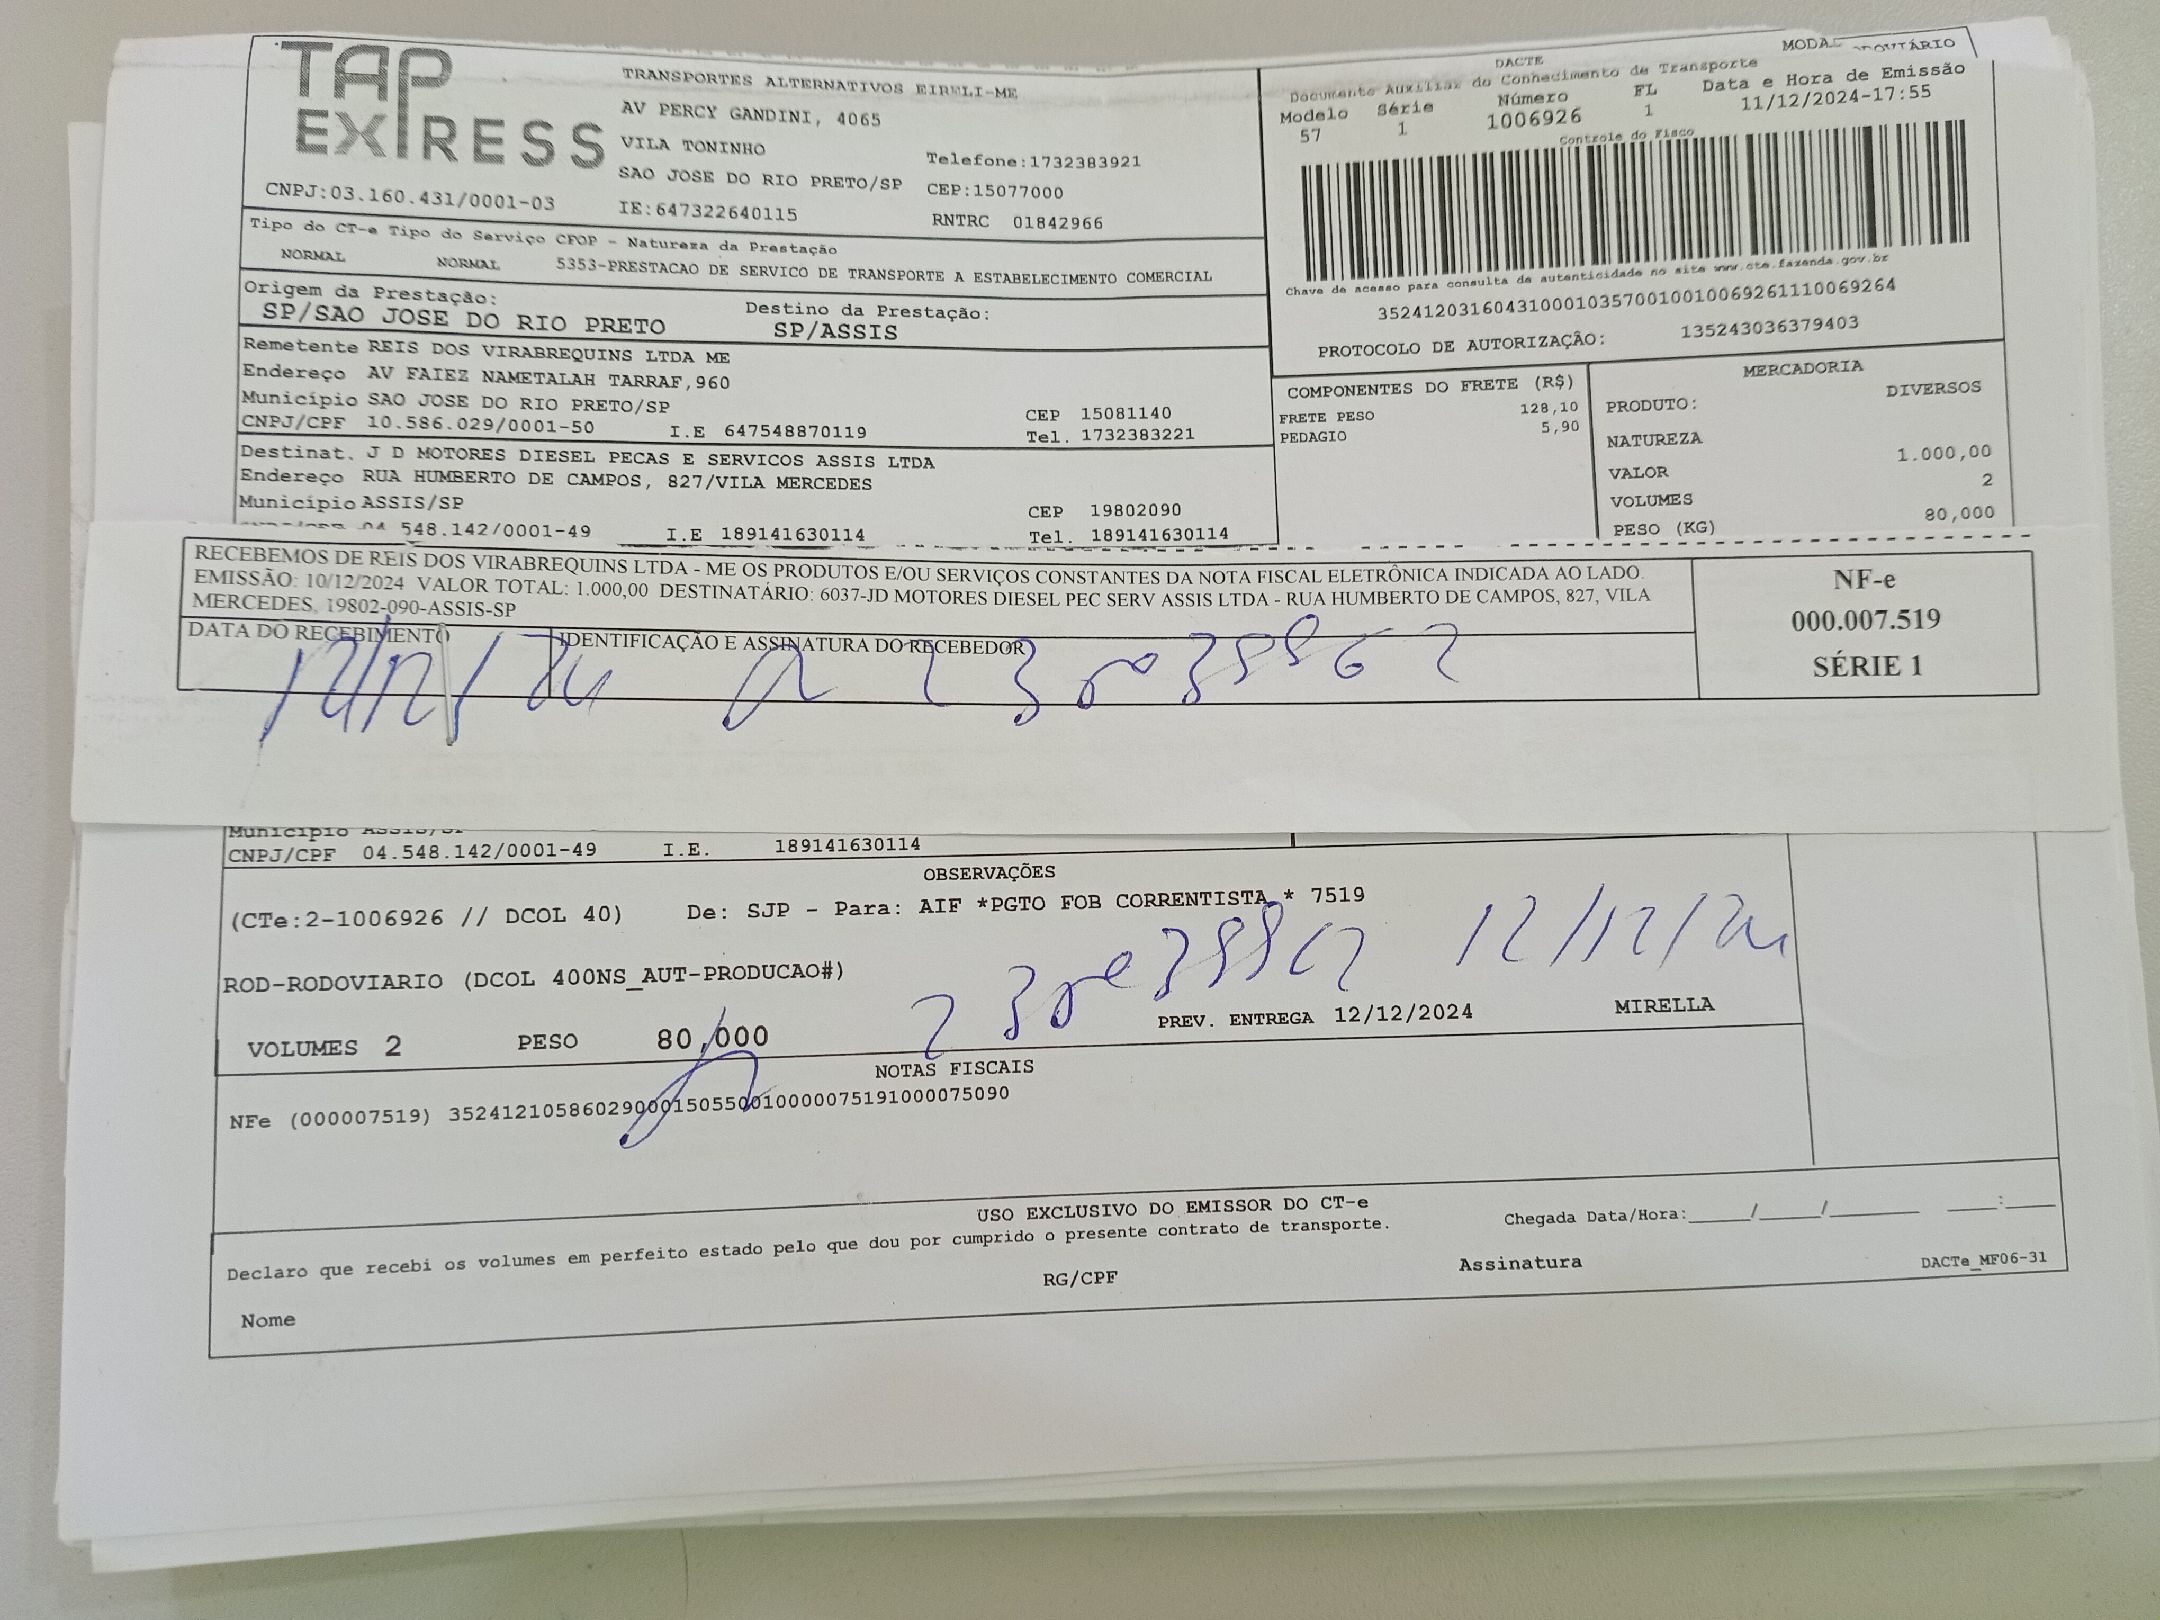 TAP EXPRESS
TRANSPORTES ALTERNATIVOS EIRELI-ME
AV PERCY GANDINI, 4065
VILA TONINHO
Telefone:1732383921
SAO JOSE DO RIO PRETO/SP CEP:15077000
CNPJ:03.160.431/0001-03 IE:647322640115 RNTRC 01842966
Tipo do CT-e Tipo do Serviço CFOP - Natureza da Prestação
NORMAL NORMAL 5353-PRESTACAO DE SERVICO DE TRANSPORTE A ESTABELECIMENTO COMERCIAL
Origem da Prestação: Destino da Prestação:
SP/SAO JOSE DO RIO PRETO SP/ASSIS
Remetente REIS DOS VIRABREQUINS LTDA ME
Endereço AV FAIEZ NAMETALAH TARRAF,960
Município SAO JOSE DO RIO PRETO/SP CEP 15081140
CNPJ/CPF 10.586.029/0001-50 I.E 647548870119 Tel. 1732383221
Destinat. J D MOTORES DIESEL PECAS E SERVICOS ASSIS LTDA
Endereço RUA HUMBERTO DE CAMPOS, 827/VILA MERCEDES
Município ASSIS/SP CEP 19802090
04.548.142/0001-49 I.E 189141630114 Tel. 189141630114
DACTE
Documento Auxiliar do Conhecimento de Transporte
Modelo Série Número FL Data e Hora de Emissão
57 1 1006926 1 11/12/2024-17:55
Controle do Fisco
Chave de acesso para consulta de autenticidade no site www.cte.fazenda.gov.br
35241203160431000103570010010069261110069264
PROTOCOLO DE AUTORIZAÇÂO: 135243036379403
COMPONENTES DO FRETE (R$)
FRETE PESO 128,10
PEDAGIO 5,90
MERCADORIA
PRODUTO: DIVERSOS
NATUREZA
VALOR 1.000,00
VOLUMES 2
PESO (KG) 80,000
RECEBEMOS DE REIS DOS VIRABREQUINS LTDA - ME OS PRODUTOS E/OU SERVIÇOS CONSTANTES DA NOTA FISCAL ELETRÔNICA INDICADA AO LADO.
EMISSÃO: 10/12/2024 VALOR TOTAL: 1.000,00 DESTINATÁRIO: 6037-JD MOTORES DIESEL PEC SERV ASSIS LTDA - RUA HUMBERTO DE CAMPOS, 827, VILA
MERCEDES, 19802-090-ASSIS-SP
DATA DO RECEBIMENTO IDENTIFICAÇÃO E ASSINATURA DO RECEBEDOR
12/12/24
NF-e
000.007.519
SÉRIE 1
Município ASSIS/SP
CNPJ/CPF 04.548.142/0001-49 I.E. 189141630114
OBSERVAÇÕES
(CTe:2-1006926 // DCOL 40) De: SJP - Para: AIF *PGTO FOB CORRENTISTA * 7519
12/12/24
ROD-RODOVIARIO (DCOL 400NS_AUT-PRODUCAO#)
VOLUMES 2 PESO 80,000 PREV. ENTREGA 12/12/2024 MIRELLA
NOTAS FISCAIS
NFe (000007519) 35241210586029000150550010000075191000075090
USO EXCLUSIVO DO EMISSOR DO CT-e
Declaro que recebi os volumes em perfeito estado pelo que dou por cumprido o presente contrato de transporte.
Chegada Data/Hora:_____/_____/_______ ____:____
Nome RG/CPF Assinatura DACTe_MF06-31